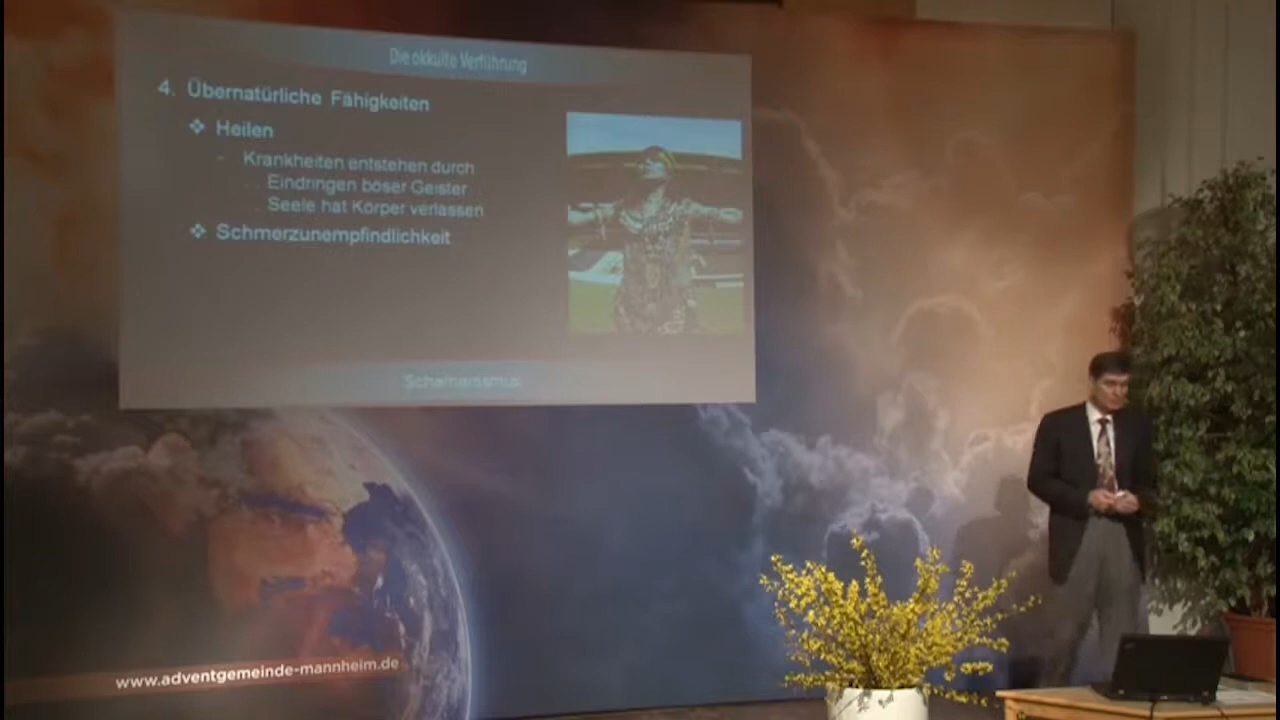 Die okkulte Verführung
4. Übernatürliche Fähigkeiten
❖ Heilen
- Krankheiten entstehen durch
.. Eindringen böser Geister
.. Seele hat Körper verlassen
❖ Schmerzunempfindlichkeit
Schamanismus
www.adventgemeinde-mannheim.de